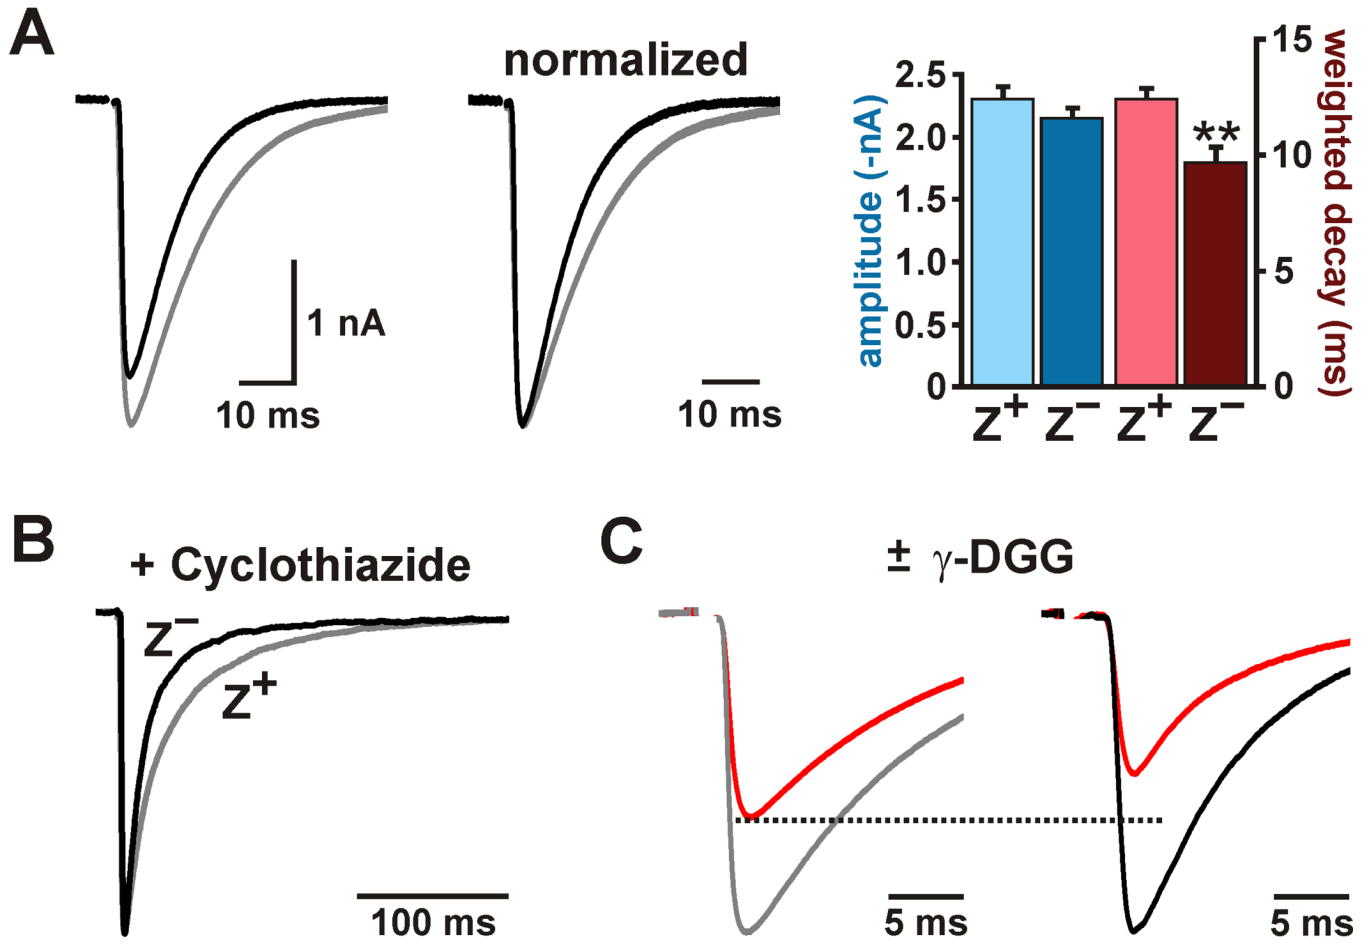 A
normalized
1 nA
10 ms
10 ms
amplitude (-nA)
2.5
2.0
1.5
1.0
0.5
0
**
Z+ Z− Z+ Z−
15
10
5
0
weighted decay (ms)
B
+ Cyclothiazide
Z−
Z+
100 ms
C
± γ-DGG
5 ms
5 ms